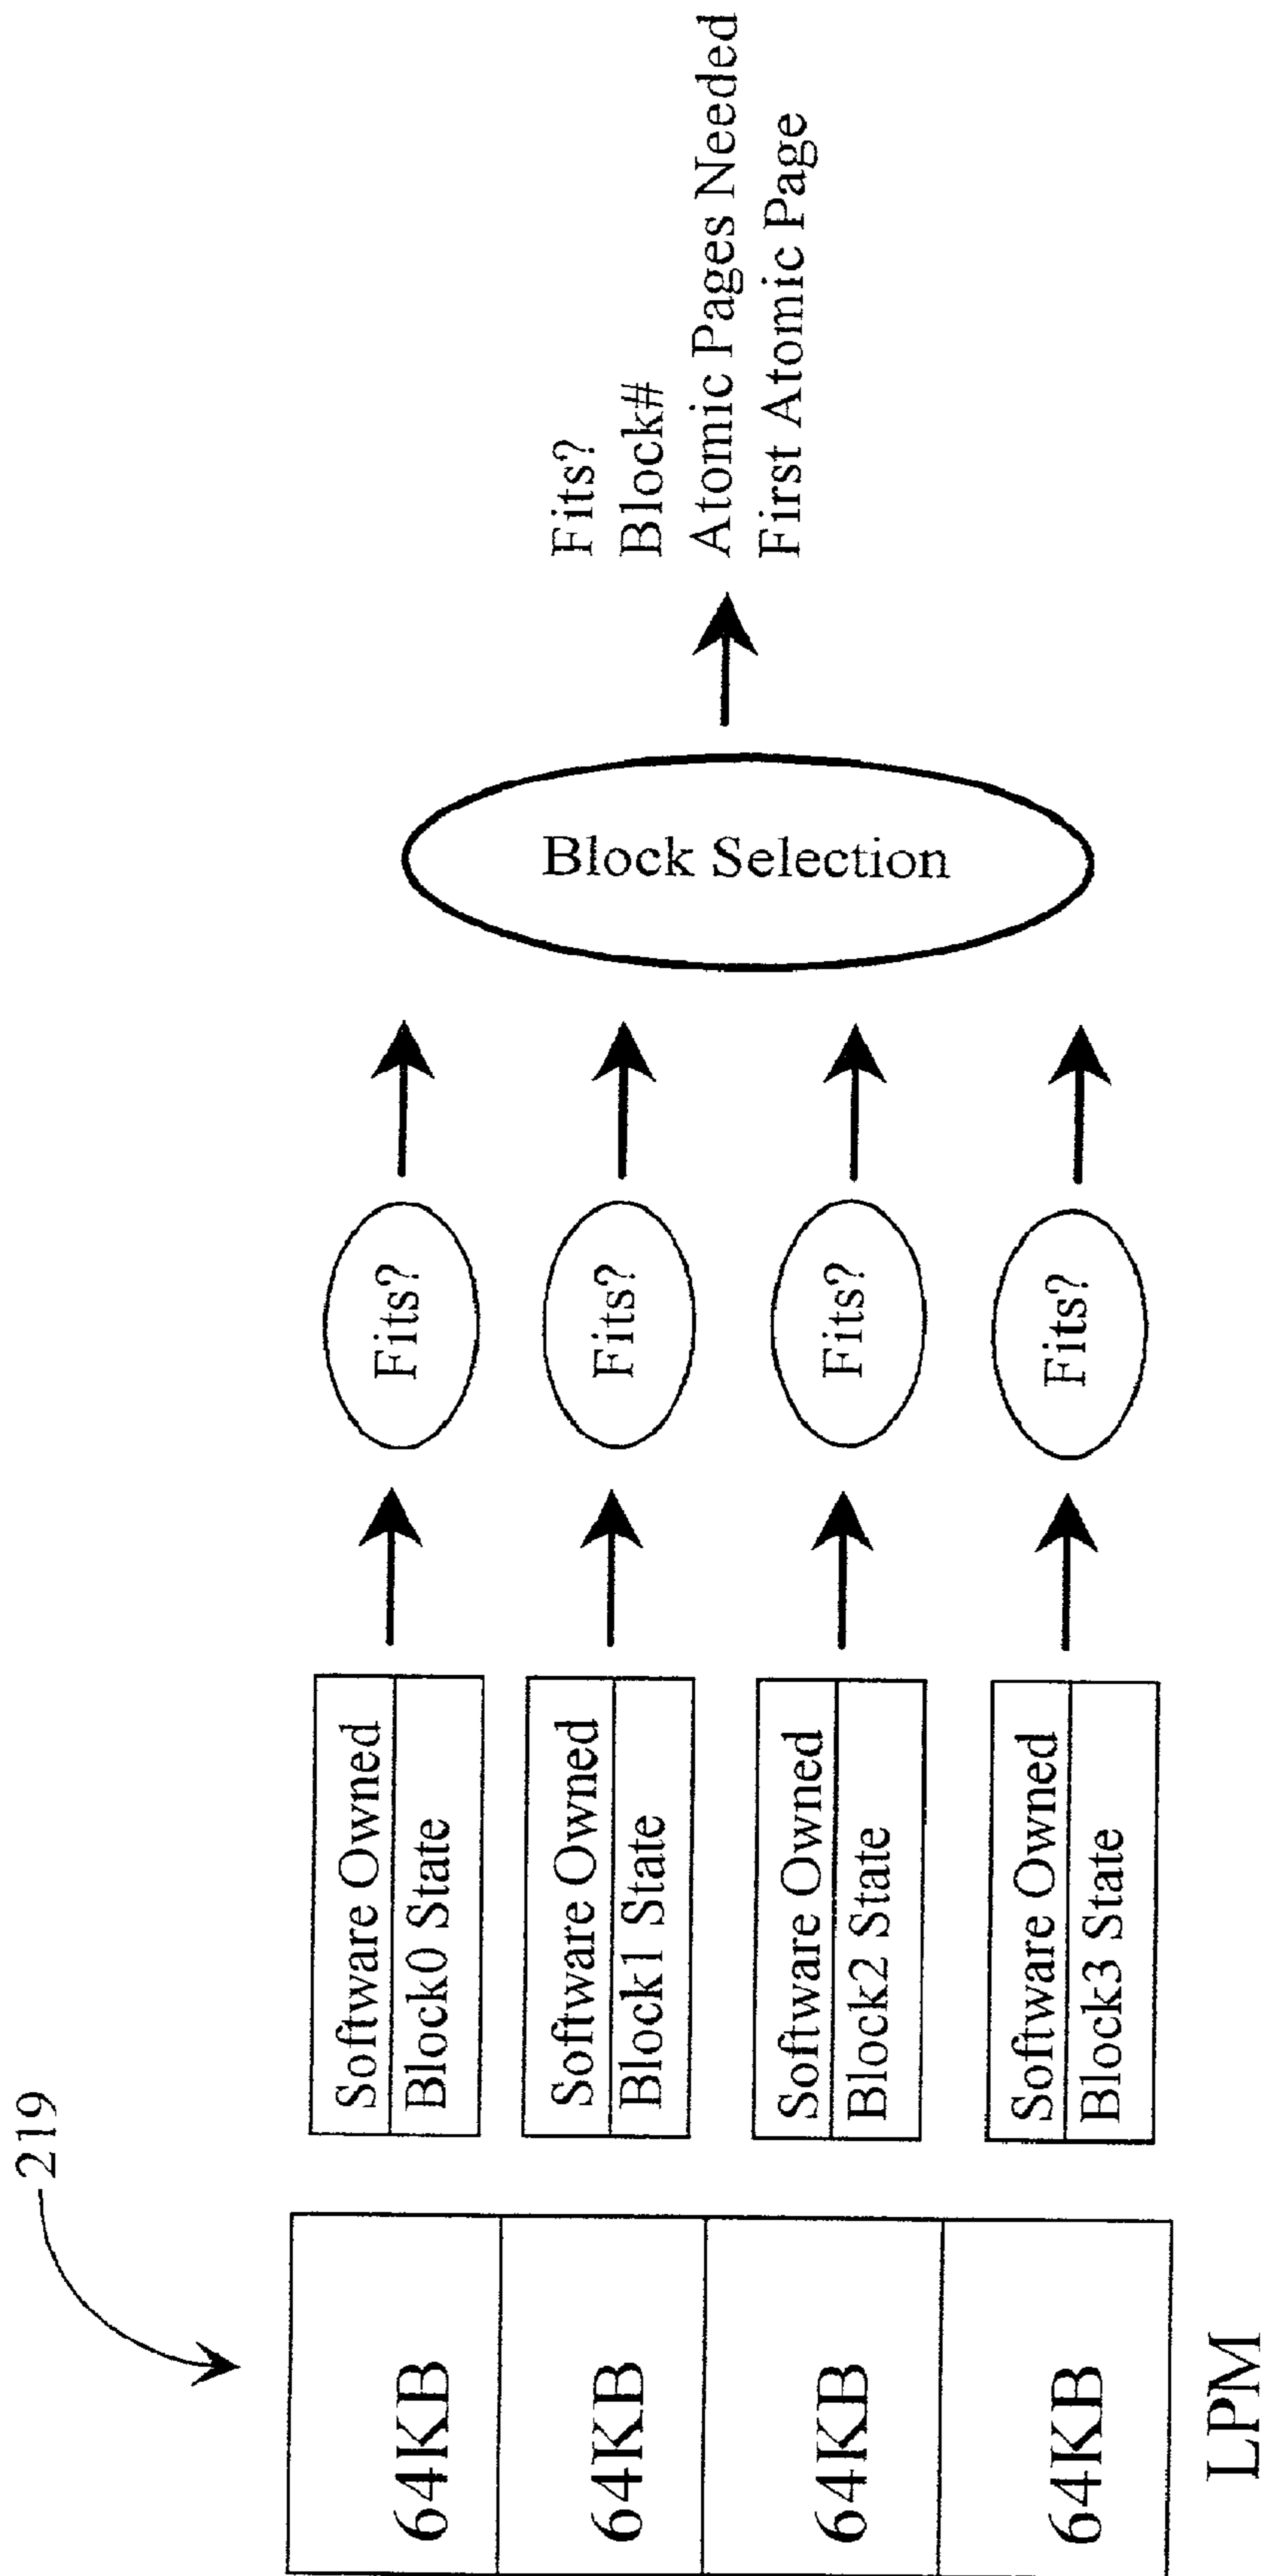 219
64KB
64KB
64KB
64KB
LPM
Software Owned
Block0 State
Software Owned
Block1 State
Software Owned
Block2 State
Software Owned
Block3 State
Fits?
Fits?
Fits?
Fits?
Block Selection
Fits?
Block#
Atomic Pages Needed
First Atomic Page